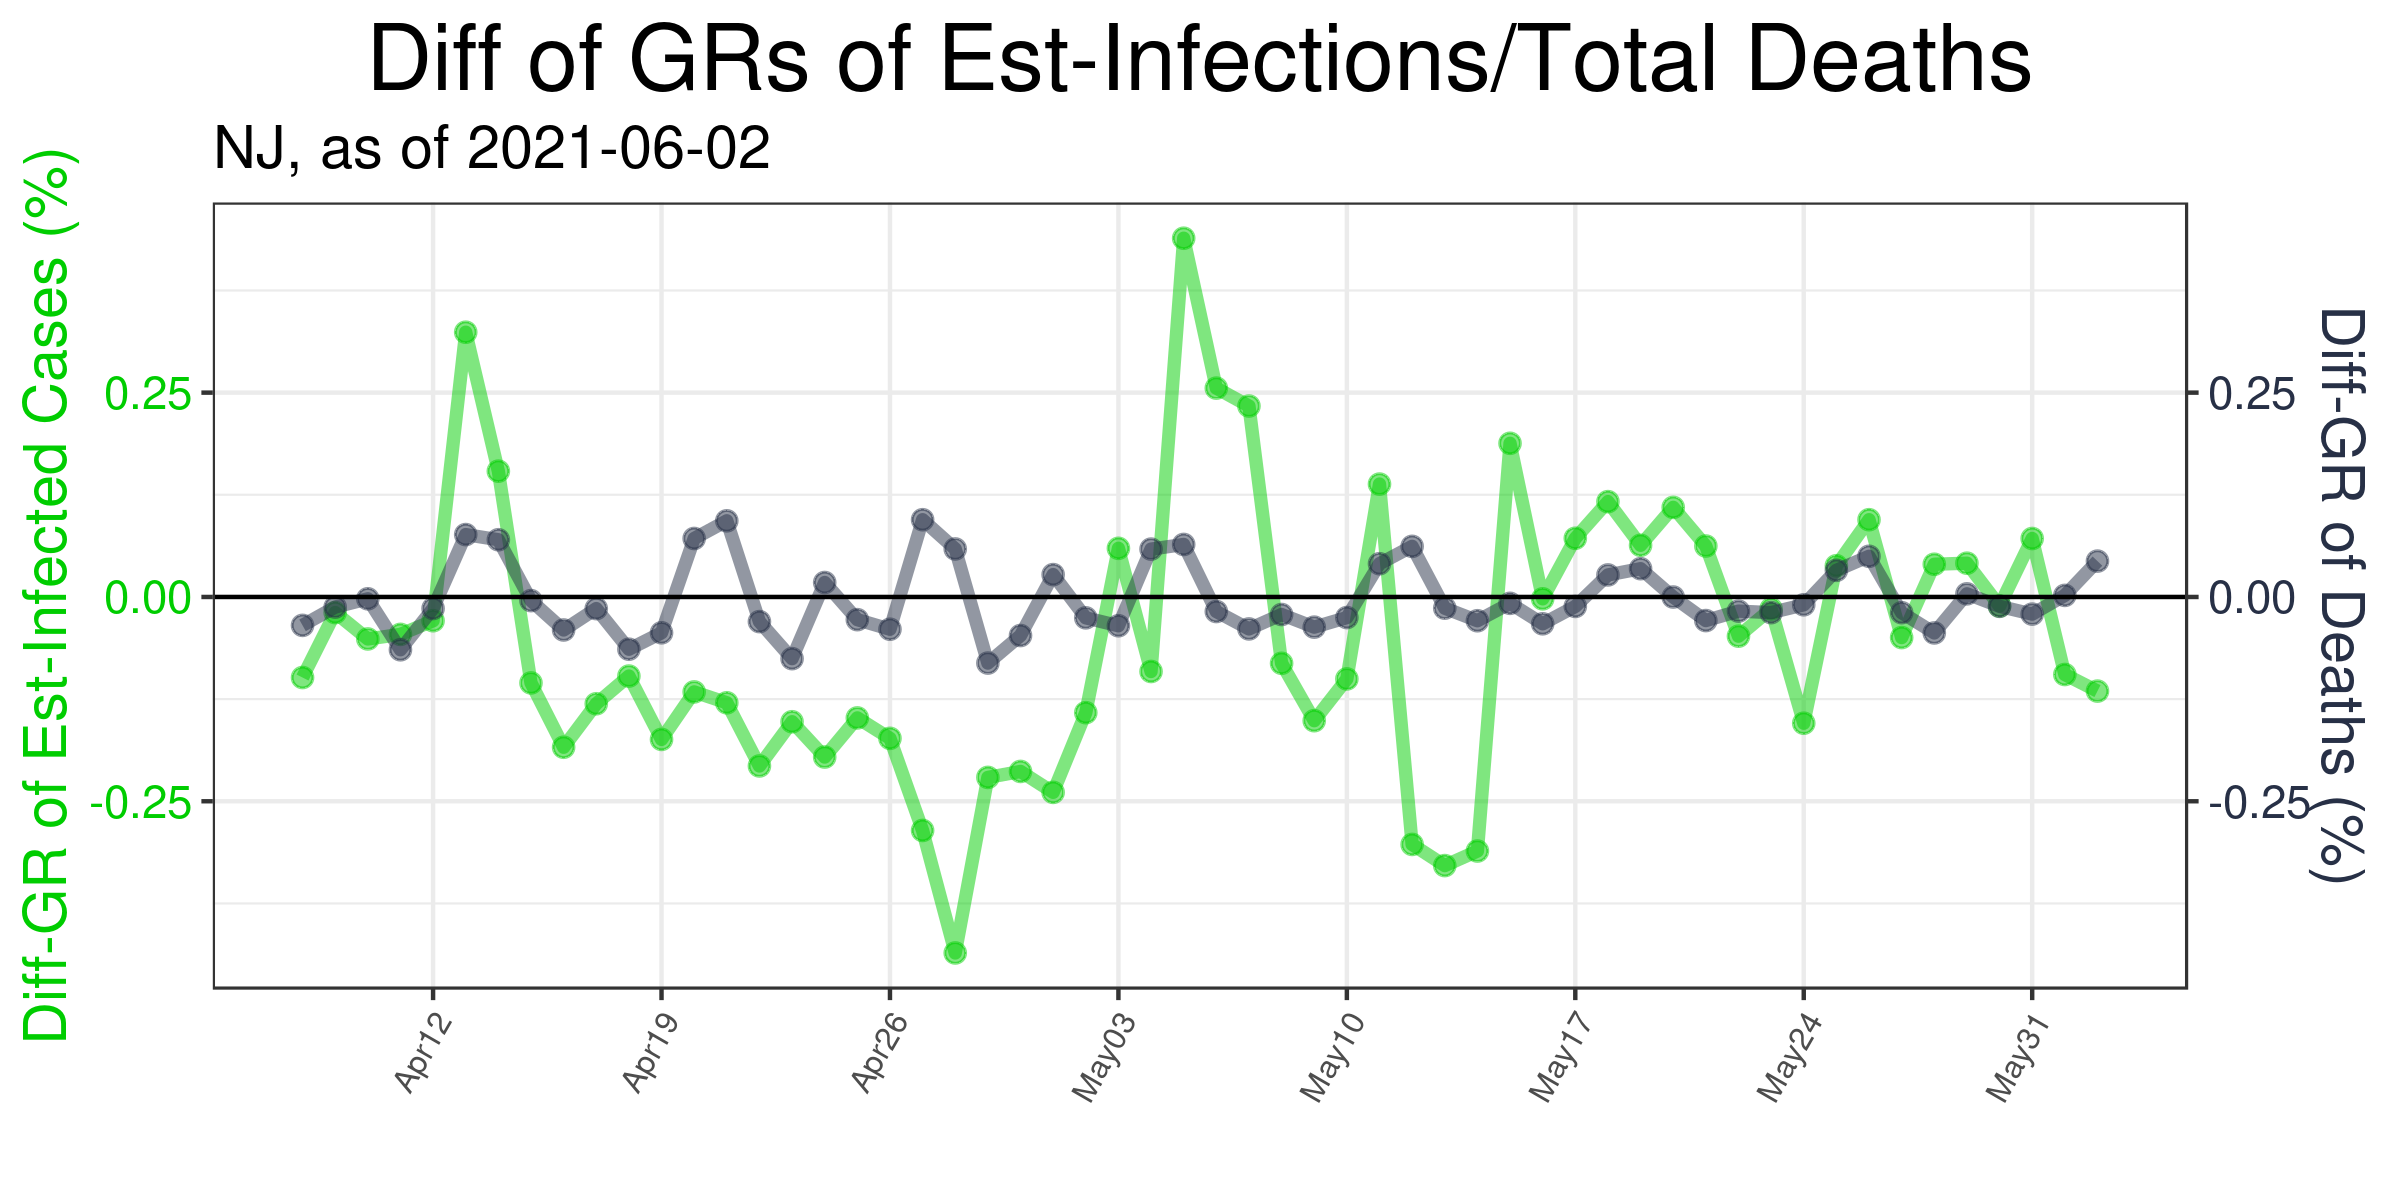 Diff of GRs of Est-Infections/Total Deaths
NJ, as of 2021-06-02
Diff-GR of Est-Infected Cases (%)
0.25
0.00
-0.25
0.25
0.00
-0.25
Diff-GR of Deaths (%)
Apr12
Apr19
Apr26
May03
May10
May17
May24
May31